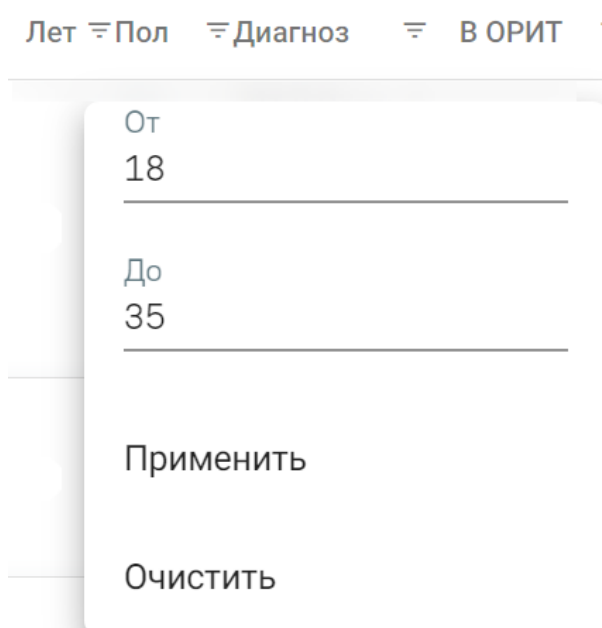 Лет Пол Диагноз В ОРИТ
От
18
До
35
Применить
Очистить